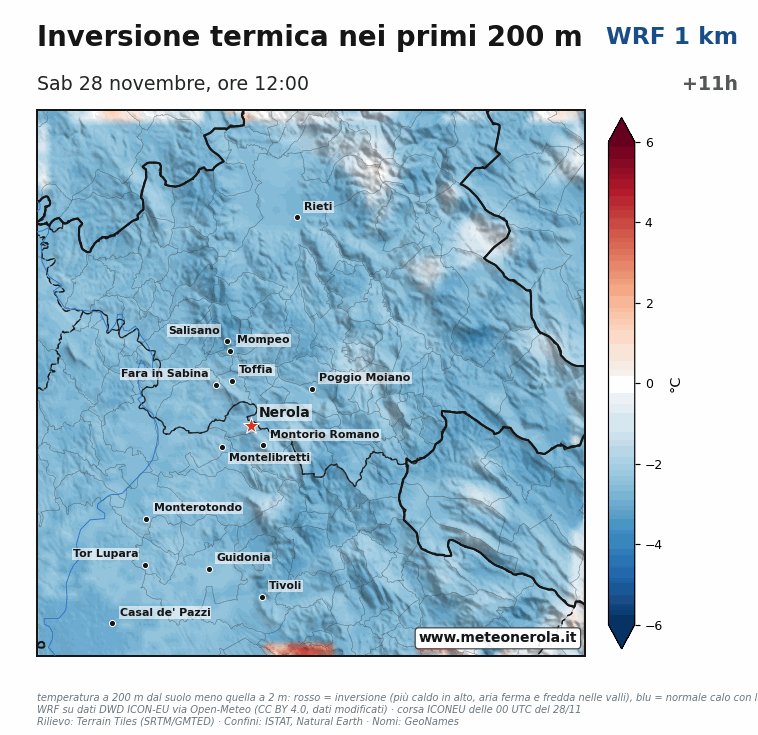 Inversione termica nei primi 200 m
WRF 1 km
Sab 28 novembre, ore 12:00
+11h
Rieti
Salisano
Mompeo
Toffia
Fara in Sabina
Poggio Moiano
Nerola
Montorio Romano
Montelibretti
Monterotondo
Tor Lupara
Guidonia
Tivoli
Casal de' Pazzi
www.meteonerola.it
6
4
2
0
−2
−4
−6
°C
temperatura a 200 m dal suolo meno quella a 2 m: rosso = inversione (più caldo in alto, aria ferma e fredda nelle valli), blu = normale calo con l
WRF su dati DWD ICON-EU via Open-Meteo (CC BY 4.0, dati modificati) · corsa ICONEU delle 00 UTC del 28/11
Rilievo: Terrain Tiles (SRTM/GMTED) · Confini: ISTAT, Natural Earth · Nomi: GeoNames